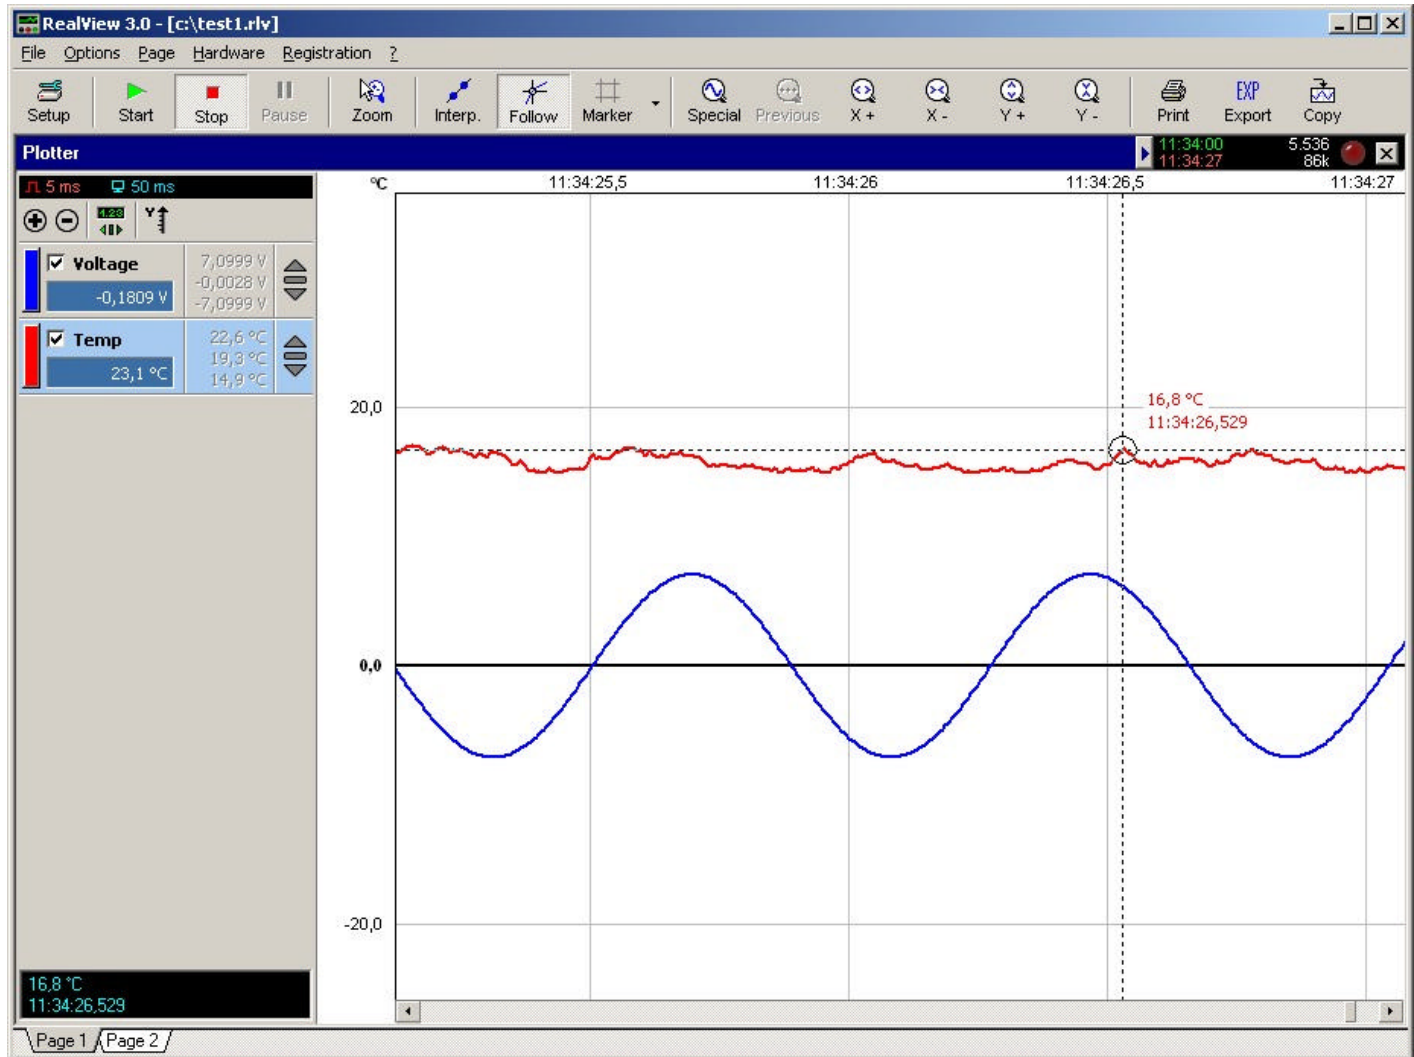 RealView 3.0 - [c:\test1.rlv]
File Options Page Hardware Registration ?
Setup Start Stop Pause Zoom Interp. Follow Marker Special Previous X + X - Y + Y - Print EXP Export Copy
Plotter
11:34:00 5.536
11:34:27 86k
5 ms 50 ms
°C 11:34:25,5 11:34:26 11:34:26,5 11:34:27
1.23 Y
Voltage
-0,1809 V
7,0999 V
-0,0028 V
-7,0999 V
Temp
23,1 °C
22,6 °C
19,3 °C
14,9 °C
20,0
16,8 °C
11:34:26,529
0,0
-20,0
16,8 °C
11:34:26,529
Page 1 Page 2